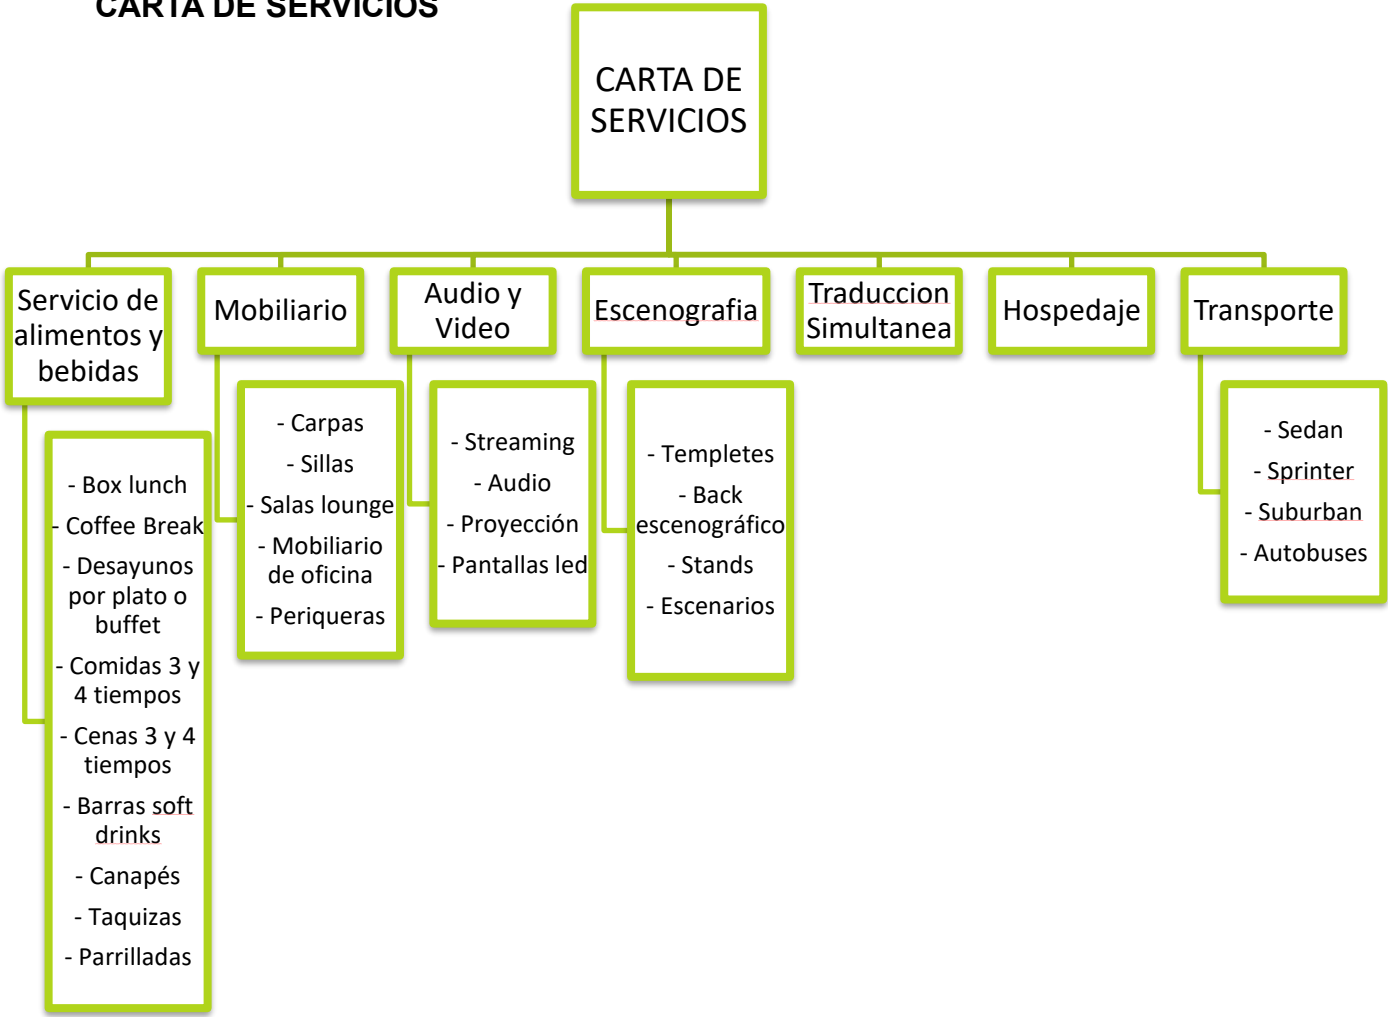 CARTA DE SERVICIOS
CARTA DE
SERVICIOS
Servicio de
alimentos y
bebidas
- Box lunch
- Coffee Break
- Desayunos
por plato o
buffet
- Comidas 3 y
4 tiempos
- Cenas 3 y 4
tiempos
- Barras soft
drinks
- Canapés
- Taquizas
- Parrilladas
Mobiliario
- Carpas
- Sillas
- Salas lounge
- Mobiliario
de oficina
- Periqueras
Audio y
Video
- Streaming
- Audio
- Proyección
- Pantallas led
Escenografia
- Templetes
- Back
escenográfico
- Stands
- Escenarios
Traduccion
Simultanea
Hospedaje
Transporte
- Sedan
- Sprinter
- Suburban
- Autobuses